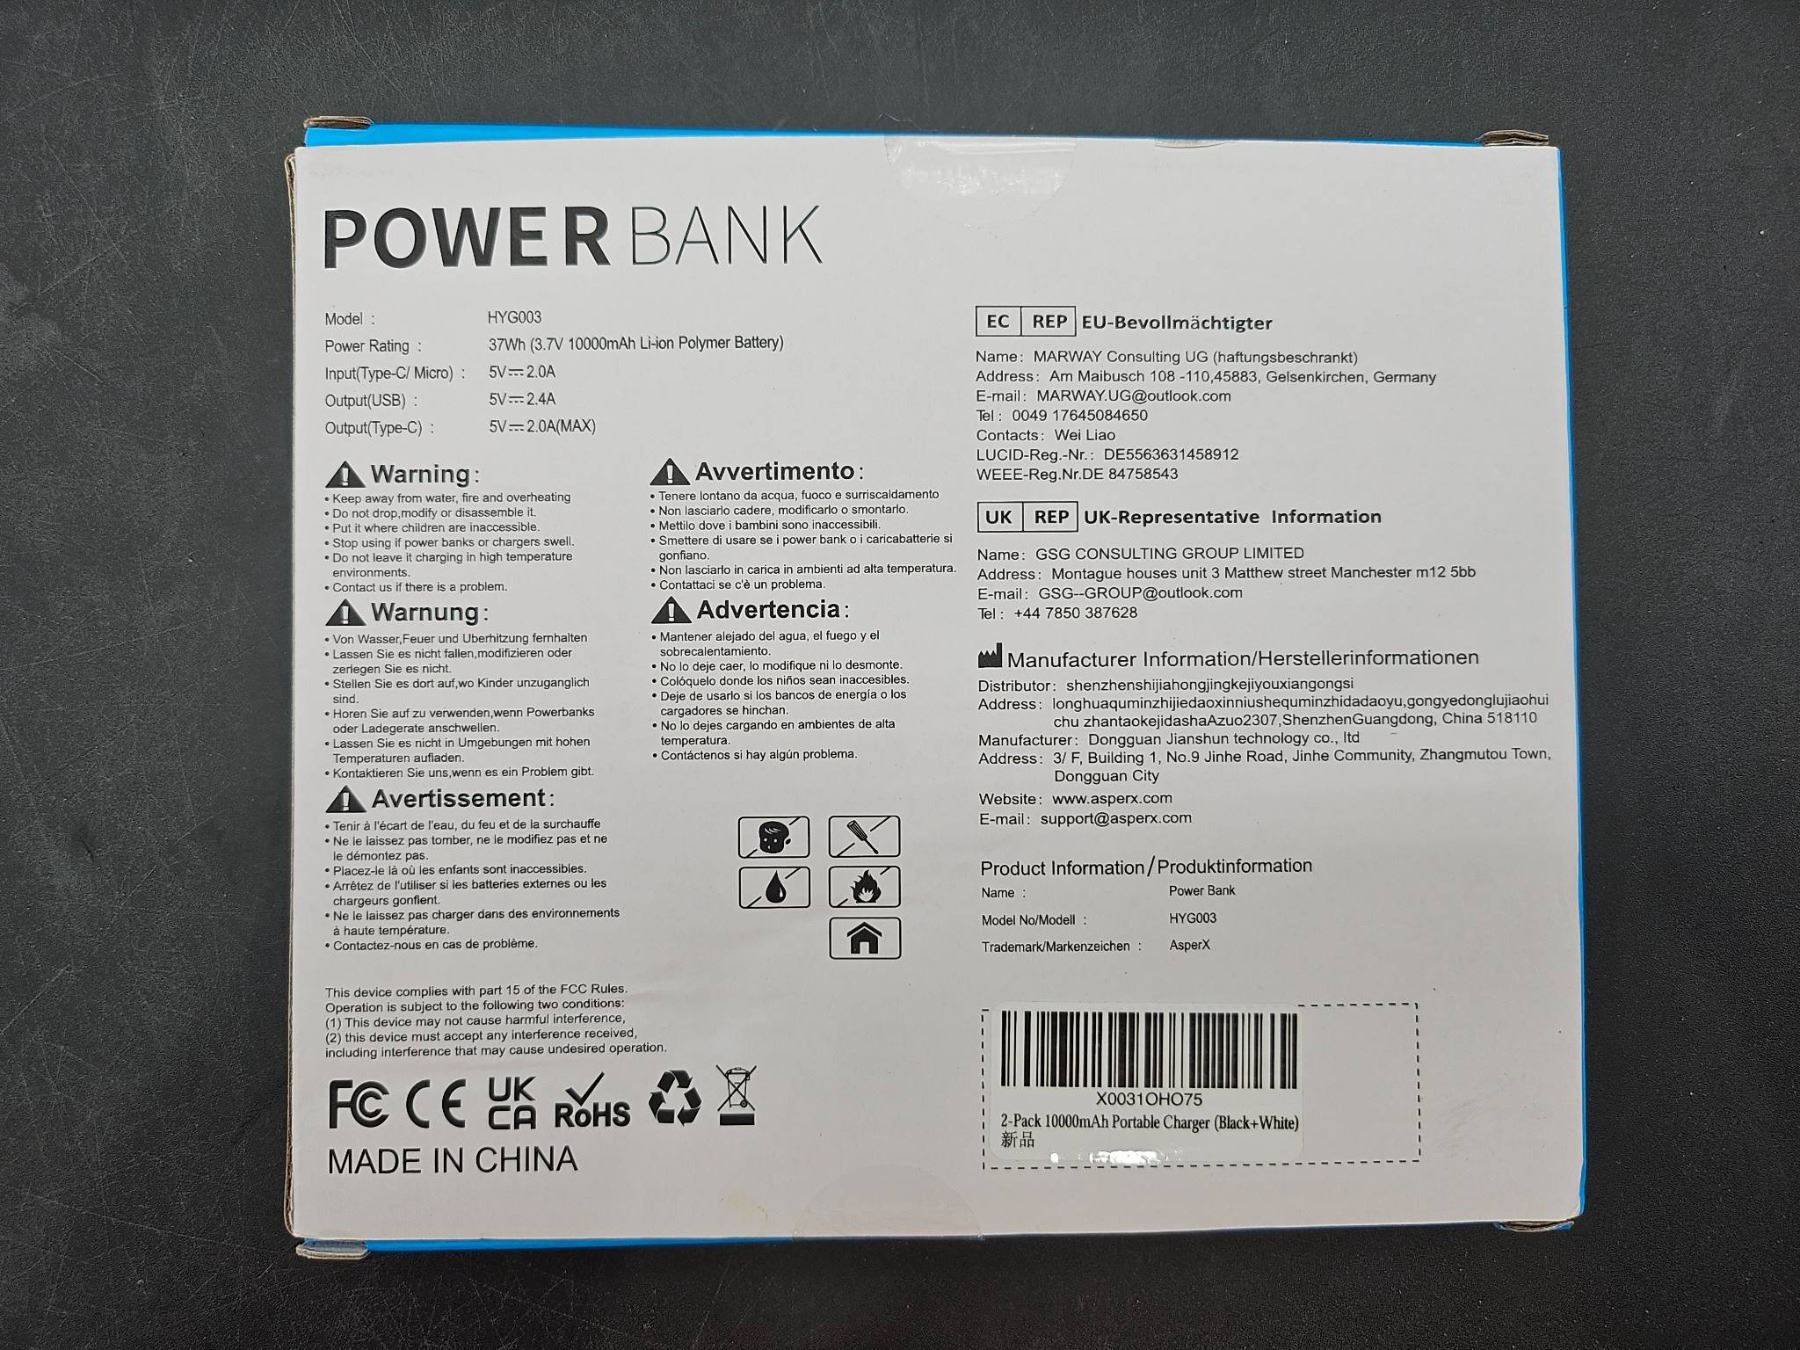 POWER BANK
Model : HYG003
Power Rating : 37Wh (3.7V 10000mAh Li-ion Polymer Battery)
Input(Type-C/ Micro) : 5V⎓2.0A
Output(USB) : 5V⎓2.4A
Output(Type-C) : 5V⎓2.0A(MAX)
Warning:
• Keep away from water, fire and overheating
• Do not drop,modify or disassemble it.
• Put it where children are inaccessible.
• Stop using if power banks or chargers swell.
• Do not leave it charging in high temperature
environments.
• Contact us if there is a problem.
Warnung:
• Von Wasser,Feuer und Uberhitzung fernhalten
• Lassen Sie es nicht fallen,modifizieren oder
zerlegen Sie es nicht.
• Stellen Sie es dort auf,wo Kinder unzuganglich
sind.
• Horen Sie auf zu verwenden,wenn Powerbanks
oder Ladegerate anschwellen.
• Lassen Sie es nicht in Umgebungen mit hohen
Temperaturen aufladen.
• Kontaktieren Sie uns,wenn es ein Problem gibt.
Avertissement:
• Tenir à l'écart de l'eau, du feu et de la surchauffe
• Ne le laissez pas tomber, ne le modifiez pas et ne
le démontez pas.
• Placez-le là où les enfants sont inaccessibles.
• Arrêtez de l'utiliser si les batteries externes ou les
chargeurs gonflent.
• Ne le laissez pas charger dans des environnements
à haute température.
• Contactez-nous en cas de problème.
Avvertimento:
• Tenere lontano da acqua, fuoco e surriscaldamento
• Non lasciarlo cadere, modificarlo o smontarlo.
• Mettilo dove i bambini sono inaccessibili.
• Smettere di usare se i power bank o i caricabatterie si
gonfiano.
• Non lasciarlo in carica in ambienti ad alta temperatura.
• Contattaci se c'è un problema.
Advertencia:
• Mantener alejado del agua, el fuego y el
sobrecalentamiento.
• No lo deje caer, lo modifique ni lo desmonte.
• Colóquelo donde los niños sean inaccesibles.
• Deje de usarlo si los bancos de energía o los
cargadores se hinchan.
• No lo dejes cargando en ambientes de alta
temperatura.
• Contáctenos si hay algún problema.
This device complies with part 15 of the FCC Rules.
Operation is subject to the following two conditions:
(1) This device may not cause harmful interference,
(2) this device must accept any interference received,
including interference that may cause undesired operation.
FC CE UK CA RoHS
MADE IN CHINA
EC REP EU-Bevollmächtigter
Name: MARWAY Consulting UG (haftungsbeschrankt)
Address: Am Maibusch 108 -110,45883, Gelsenkirchen, Germany
E-mail: MARWAY.UG@outlook.com
Tel: 0049 17645084650
Contacts: Wei Liao
LUCID-Reg.-Nr.: DE5563631458912
WEEE-Reg.Nr.DE 84758543
UK REP UK-Representative Information
Name: GSG CONSULTING GROUP LIMITED
Address: Montague houses unit 3 Matthew street Manchester m12 5bb
E-mail: GSG--GROUP@outlook.com
Tel: +44 7850 387628
Manufacturer Information/Herstellerinformationen
Distributor: shenzhenshijiahongjingkejiyouxiangongsi
Address: longhuaquminzhijiedaoxinniushequminzhidadaoyu,gongyedonglujiaohui
chu zhantaokejidashaAzuo2307,ShenzhenGuangdong, China 518110
Manufacturer: Dongguan Jianshun technology co., ltd
Address: 3/ F, Building 1, No.9 Jinhe Road, Jinhe Community, Zhangmutou Town,
Dongguan City
Website: www.asperx.com
E-mail: support@asperx.com
Product Information/Produktinformation
Name : Power Bank
Model No/Modell : HYG003
Trademark/Markenzeichen : AsperX
X0031OHO75
2-Pack 10000mAh Portable Charger (Black+White)
新品